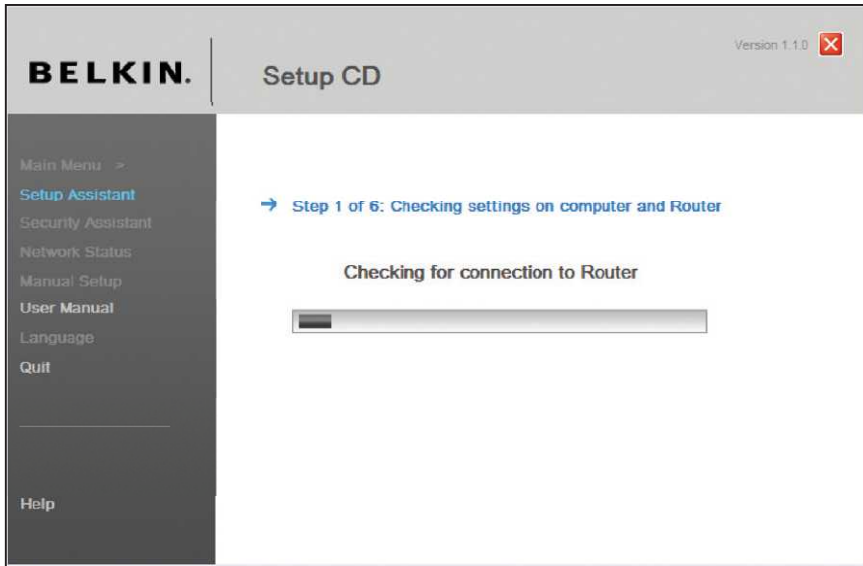 BELKIN.
Setup CD
Version 1.1.0
Main Menu >
Setup Assistant
Security Assistant
Network Status
Manual Setup
User Manual
Language
Quit
Help
Step 1 of 6: Checking settings on computer and Router
Checking for connection to Router